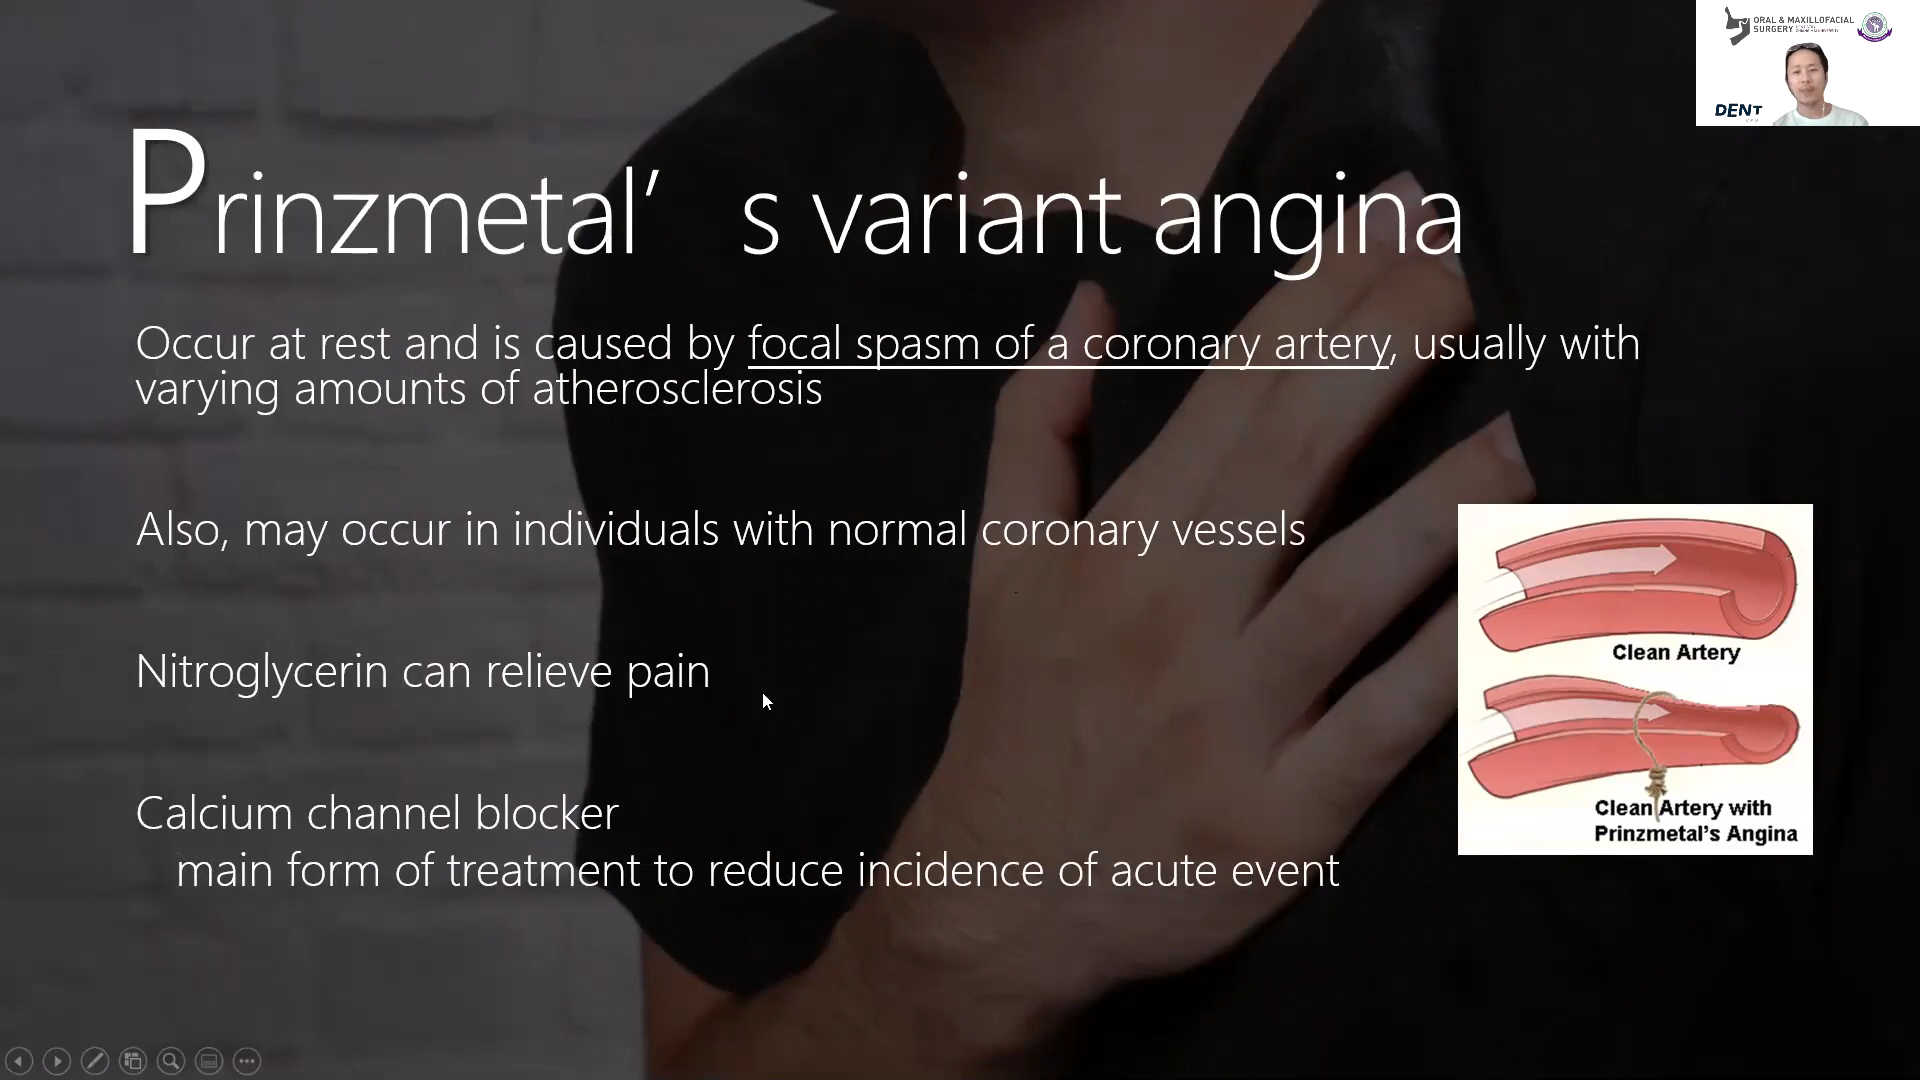 ORAL & MAXILLOFACIAL
SURGERY
DENT
Prinzmetal’s variant angina
Occur at rest and is caused by focal spasm of a coronary artery, usually with
varying amounts of atherosclerosis
Also, may occur in individuals with normal coronary vessels
Nitroglycerin can relieve pain
Calcium channel blocker
main form of treatment to reduce incidence of acute event
Clean Artery
Clean Artery with
Prinzmetal’s Angina